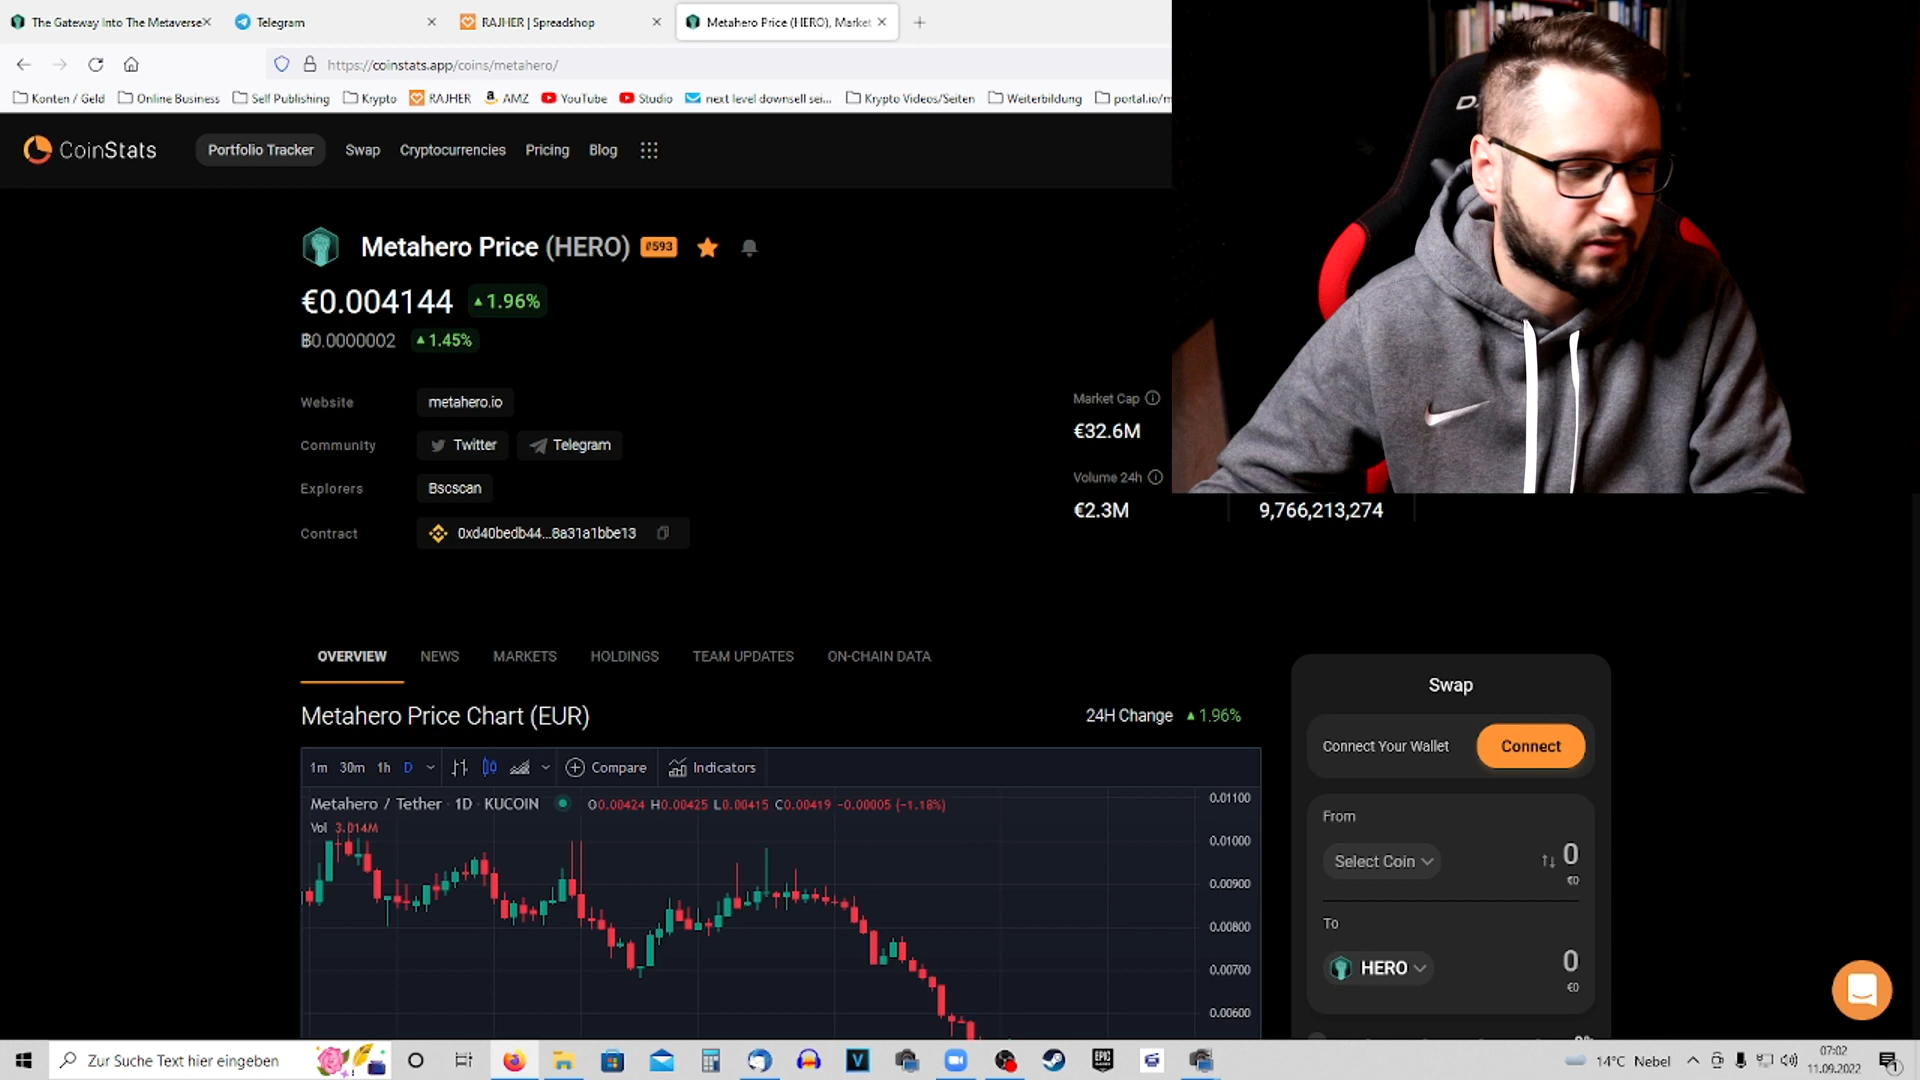 The Gateway Into The Metaverse
Telegram
RAJHER | Spreadshop
Metahero Price (HERO), Market
https://coinstats.app/coins/metahero/
Konten / Geld
Online Business
Self Publishing
Krypto
RAJHER
AMZ
YouTube
Studio
next level downsell sei...
Krypto Videos/Seiten
Weiterbildung
portal.io/m
CoinStats
Portfolio Tracker
Swap
Cryptocurrencies
Pricing
Blog
Metahero Price (HERO)
#593
€0.004144
1.96%
฿0.0000002
1.45%
Website
metahero.io
Community
Twitter
Telegram
Explorers
Bscscan
Contract
0xd40bedb44...8a31a1bbe13
Market Cap
€32.6M
Volume 24h
€2.3M
9,766,213,274
OVERVIEW
NEWS
MARKETS
HOLDINGS
TEAM UPDATES
ON-CHAIN DATA
Metahero Price Chart (EUR)
24H Change
1.96%
1m
30m
1h
D
Compare
Indicators
Metahero / Tether · 1D · KUCOIN
O0.00424 H0.00425 L0.00415 C0.00419 -0.00005 (-1.18%)
Vol 3.014M
0.01100
0.01000
0.00900
0.00800
0.00700
0.00600
Swap
Connect Your Wallet
Connect
From
Select Coin
0
€0
To
HERO
0
€0
Zur Suche Text hier eingeben
14°C Nebel
07:02
11.09.2022